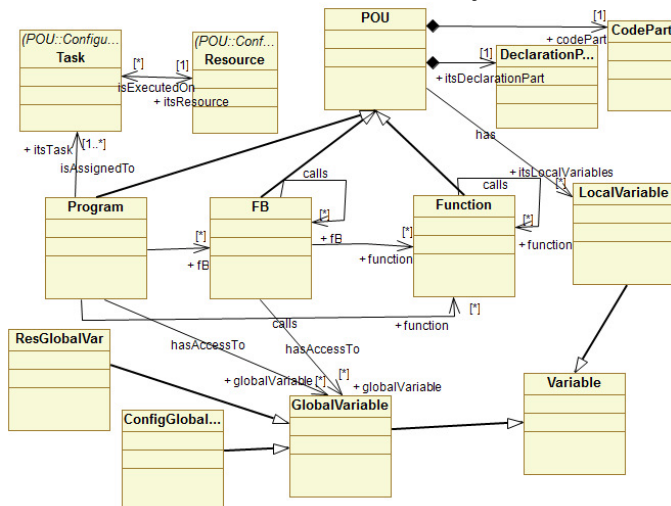 POU
[1]
+ codePart
CodePart
(POU::Configu...
Task
(POU::Conf...
Resource
[*]
[1]
isExecutedOn
+ itsResource
[1]
DeclarationP...
+ itsDeclarationPart
has
+ itsTask
[1..*]
isAssignedTo
calls
+ itsLocalVariables
calls
[*]
LocalVariable
Program
FB
[*]
Function
[*]
[*]
+ fB
[*]
+ fB
+ function
+ function
[*]
calls
+ function
ResGlobalVar
hasAccessTo
hasAccessTo
[*]
+ globalVariable
[*]
+ globalVariable
Variable
GlobalVariable
ConfigGlobal...